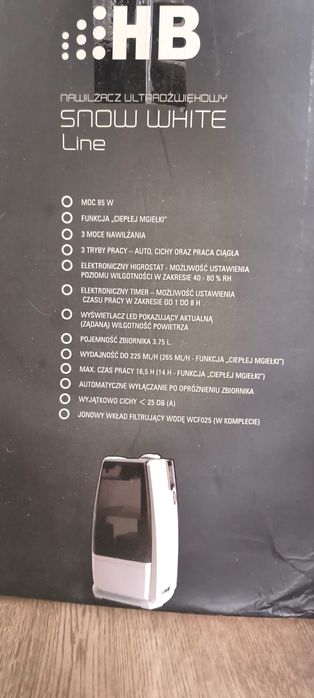 HB
NAWILŻACZ ULTRADŹWIĘKOWY
SNOW WHITE
Line
MOC 85 W
FUNKCJA „CIEPŁEJ MGIEŁKI"
3 MOCE NAWILŻANIA
3 TRYBY PRACY – AUTO, CICHY ORAZ PRACA CIĄGŁA
ELEKTRONICZNY HIGROSTAT - MOŻLIWOŚĆ USTAWIENIA
POZIOMU WILGOTNOŚCI W ZAKRESIE 40 - 80 % RH
ELEKTRONICZNY TIMER – MOŻLIWOŚĆ USTAWIENIA
CZASU PRACY W ZAKRESIE OD 1 DO 8 H
WYŚWIETLACZ LED POKAZUJĄCY AKTUALNĄ
(ŻĄDANĄ) WILGOTNOŚĆ POWIETRZA
POJEMNOŚĆ ZBIORNIKA 3.75 L.
WYDAJNOŚĆ DO 225 ML/H (265 ML/H - FUNKCJA „CIEPŁEJ MGIEŁKI")
MAX. CZAS PRACY 16,5 H (14 H - FUNKCJA „CIEPŁEJ MGIEŁKI")
AUTOMATYCZNE WYŁĄCZANIE PO OPRÓŻNIENIU ZBIORNIKA
WYJĄTKOWO CICHY < 25 DB (A)
JONOWY WKŁAD FILTRUJĄCY WODĘ WCF025 (W KOMPLECIE)